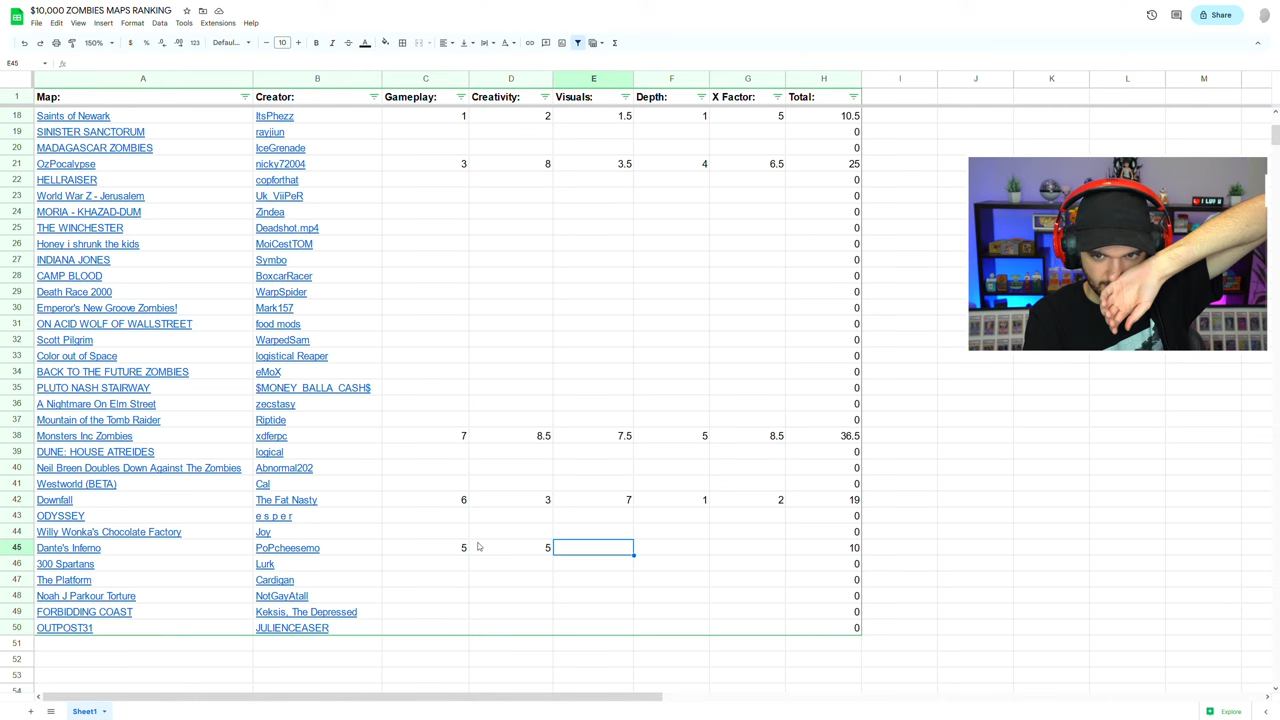 $10,000 ZOMBIES MAPS RANKING
File Edit View Insert Format Data Tools Extensions Help
Share
150% $ % .0 .00 123 Defaul... − 10 + B I S A Σ
E45 fx
A B C D E F G H I J K L M
1 Map: Creator: Gameplay: Creativity: Visuals: Depth: X Factor: Total:
18 Saints of Newark ItsPhezz 1 2 1.5 1 5 10.5
19 SINISTER SANCTORUM rayjiun 0
20 MADAGASCAR ZOMBIES IceGrenade 0
21 OzPocalypse nicky72004 3 8 3.5 4 6.5 25
22 HELLRAISER copforthat 0
23 World War Z - Jerusalem Uk_ViiPeR 0
24 MORIA - KHAZAD-DUM Zindea 0
25 THE WINCHESTER Deadshot.mp4 0
26 Honey i shrunk the kids MoiCestTOM 0
27 INDIANA JONES Symbo 0
28 CAMP BLOOD BoxcarRacer 0
29 Death Race 2000 WarpSpider 0
30 Emperor's New Groove Zombies! Mark157 0
31 ON ACID WOLF OF WALLSTREET food mods 0
32 Scott Pilgrim WarpedSam 0
33 Color out of Space logistical Reaper 0
34 BACK TO THE FUTURE ZOMBIES eMoX 0
35 PLUTO NASH STAIRWAY $MONEY_BALLA_CASH$ 0
36 A Nightmare On Elm Street zecstasy 0
37 Mountain of the Tomb Raider Riptide 0
38 Monsters Inc Zombies xdferpc 7 8.5 7.5 5 8.5 36.5
39 DUNE: HOUSE ATREIDES logical 0
40 Neil Breen Doubles Down Against The Zombies Abnormal202 0
41 Westworld (BETA) Cal 0
42 Downfall The Fat Nasty 6 3 7 1 2 19
43 ODYSSEY e s p e r 0
44 Willy Wonka's Chocolate Factory Joy 0
45 Dante's Inferno PoPcheesemo 5 5 10
46 300 Spartans Lurk 0
47 The Platform Cardigan 0
48 Noah J Parkour Torture NotGayAtall 0
49 FORBIDDING COAST Keksis, The Depressed 0
50 OUTPOST31 JULIENCEASER 0
51
52
53
54
Sheet1
Explore